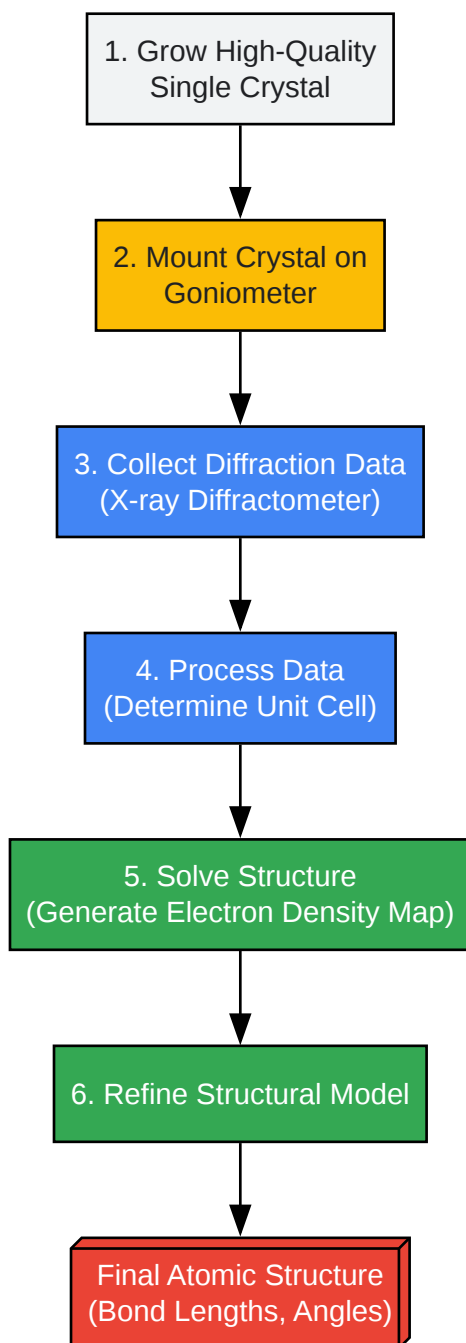 1. Grow High-Quality
Single Crystal
2. Mount Crystal on
Goniometer
3. Collect Diffraction Data
(X-ray Diffractometer)
4. Process Data
(Determine Unit Cell)
5. Solve Structure
(Generate Electron Density Map)
6. Refine Structural Model
Final Atomic Structure
(Bond Lengths, Angles)